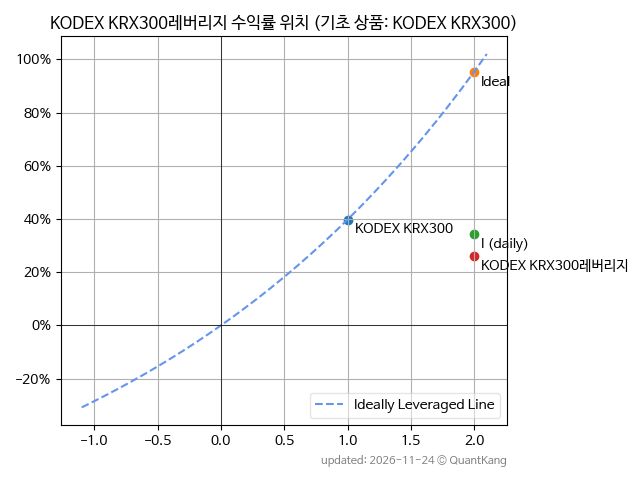 KODEX KRX300레버리지 수익률 위치 (기초 상품: KODEX KRX300)
100%
80%
60%
40%
20%
0%
−20%
Ideal
KODEX KRX300
I (daily)
KODEX KRX300레버리지
Ideally Leveraged Line
−1.0
−0.5
0.0
0.5
1.0
1.5
2.0
updated: 2026-11-24 © QuantKang